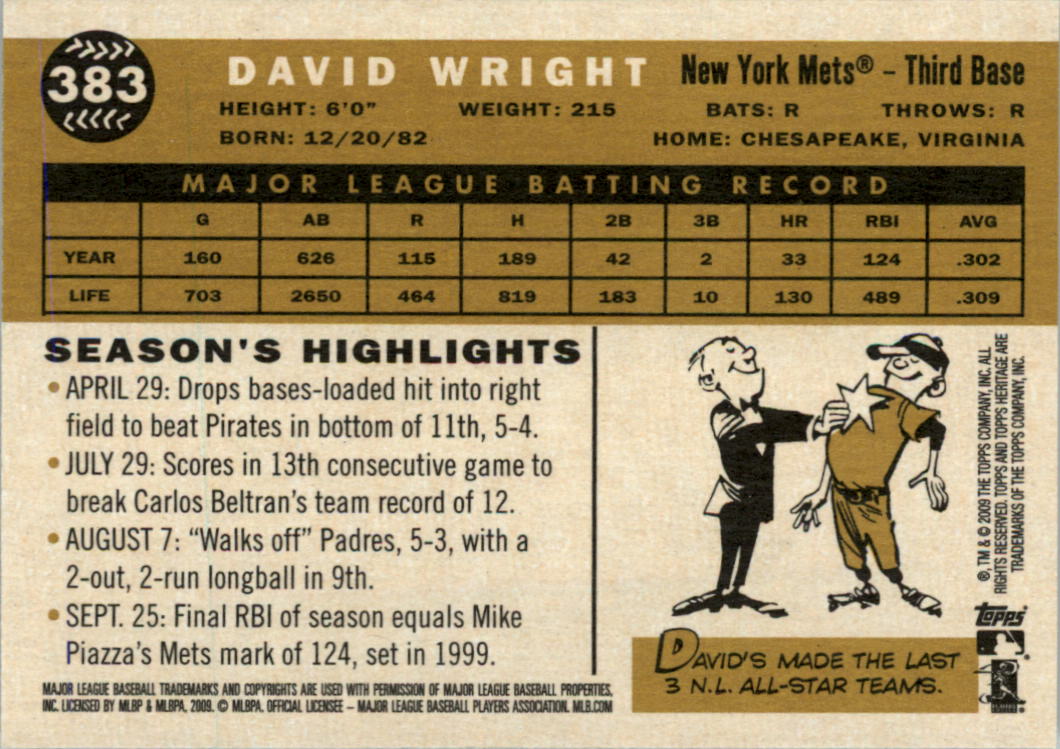 383
DAVID WRIGHT New York Mets® – Third Base
HEIGHT: 6'0" WEIGHT: 215 BATS: R THROWS: R
BORN: 12/20/82 HOME: CHESAPEAKE, VIRGINIA
MAJOR LEAGUE BATTING RECORD
G AB R H 2B 3B HR RBI AVG
YEAR 160 626 115 189 42 2 33 124 .302
LIFE 703 2650 464 819 183 10 130 489 .309
SEASON'S HIGHLIGHTS
• APRIL 29: Drops bases-loaded hit into right
field to beat Pirates in bottom of 11th, 5-4.
• JULY 29: Scores in 13th consecutive game to
break Carlos Beltran's team record of 12.
• AUGUST 7: "Walks off" Padres, 5-3, with a
2-out, 2-run longball in 9th.
• SEPT. 25: Final RBI of season equals Mike
Piazza's Mets mark of 124, set in 1999.
MAJOR LEAGUE BASEBALL TRADEMARKS AND COPYRIGHTS ARE USED WITH PERMISSION OF MAJOR LEAGUE BASEBALL PROPERTIES,
INC. LICENSED BY MLBP & MLBPA, 2009. © MLBPA. OFFICIAL LICENSEE – MAJOR LEAGUE BASEBALL PLAYERS ASSOCIATION. MLB.COM
DAVID'S MADE THE LAST
3 N.L. ALL-STAR TEAMS.
®, TM & © 2009 THE TOPPS COMPANY, INC. ALL
RIGHTS RESERVED. TOPPS AND TOPPS HERITAGE ARE
TRADEMARKS OF THE TOPPS COMPANY, INC.
Topps®